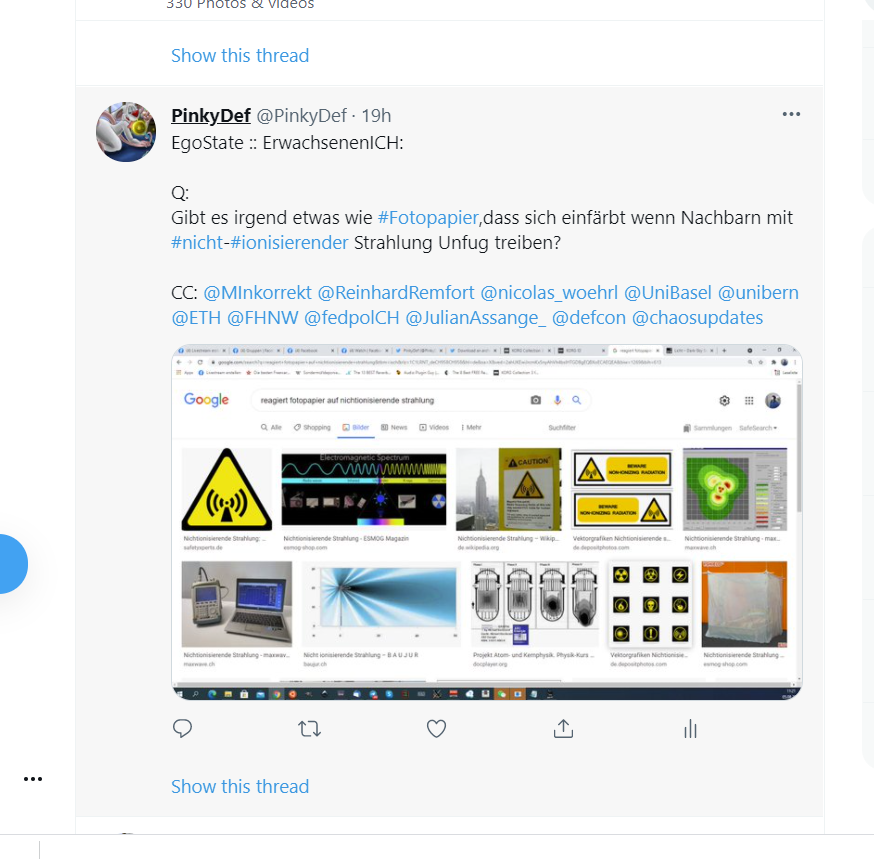 330 Photos & videos
Show this thread
PinkyDef @PinkyDef · 19h
EgoState :: ErwachsenenICH:
Q:
Gibt es irgend etwas wie #Fotopapier,dass sich einfärbt wenn Nachbarn mit
#nicht-#ionisierender Strahlung Unfug treiben?
CC: @MInkorrekt @ReinhardRemfort @nicolas_woehrl @UniBasel @unibern
@ETH @FHNW @fedpolCH @JulianAssange_ @defcon @chaosupdates
Google
reagiert fotopapier auf nichtionisierende strahlung
Alle Shopping Bilder News Videos Mehr Suchfilter Sammlungen SafeSearch
Electromagnetic Spectrum
CAUTION
BEWARE
NON-IONIZING RADIATION
BEWARE
NON-IONIZING RADIATION
Nichtionisierende Strahlung: ...
safetyxperts.de
Nichtionisierende Strahlung - ESMOG Magazin
esmog-shop.com
Nichtionisierende Strahlung – Wikip...
de.wikipedia.org
Vektorgrafiken Nichtionisierende s...
de.depositphotos.com
Nichtionisierende Strahlung - max...
maxwave.ch
Nichtionisierende Strahlung - maxwav...
maxwave.ch
Nicht ionisierende Strahlung – B A U J U R
baujur.ch
Projekt Atom- und Kernphysik. Physik-Kurs ...
docplayer.org
Vektorgrafiken Nichtionisie...
de.depositphotos.com
Nichtionisierende Strahlung ...
esmog-shop.com
Show this thread